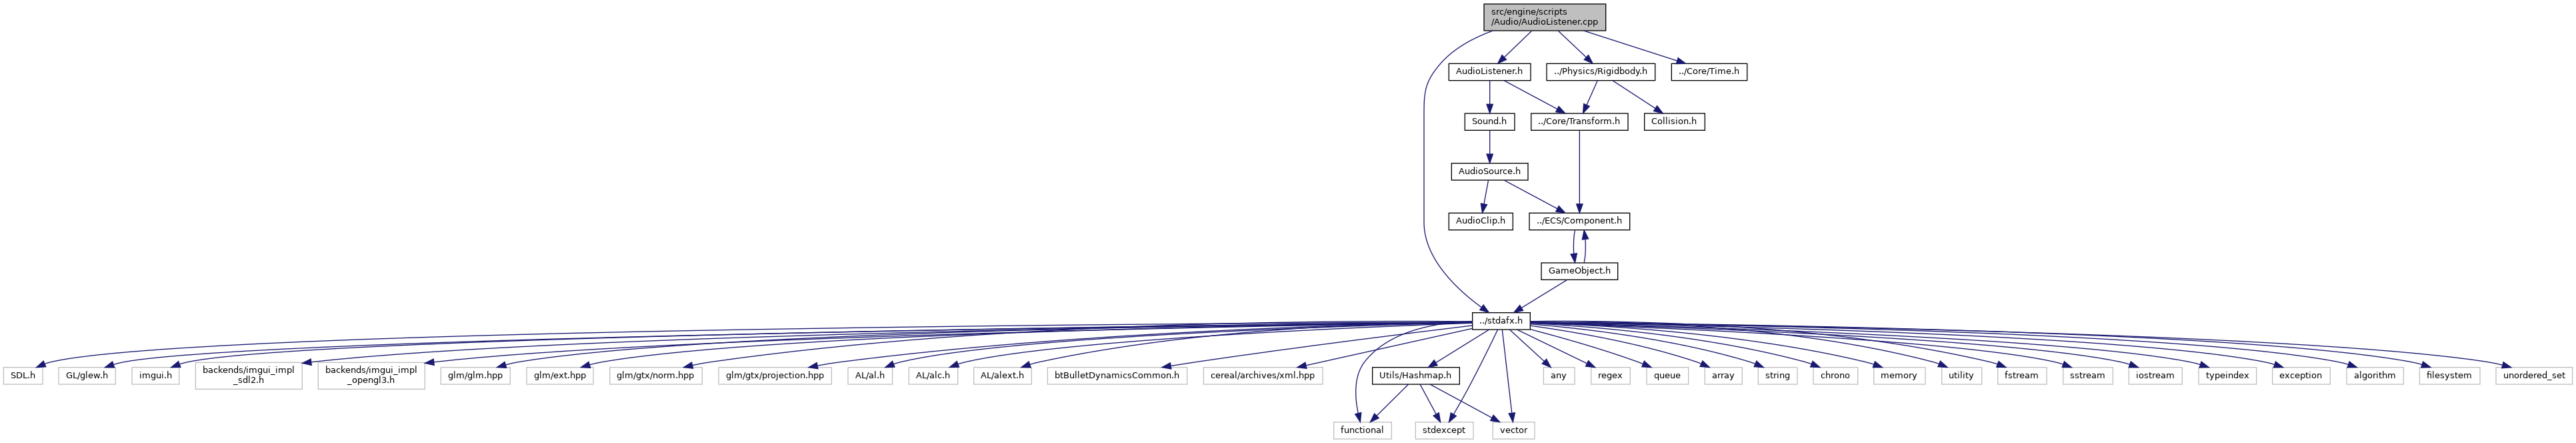 src/engine/scripts
/Audio/AudioListener.cpp
AudioListener.h
../Physics/Rigidbody.h
../Core/Time.h
Sound.h
../Core/Transform.h
Collision.h
AudioSource.h
AudioClip.h
../ECS/Component.h
GameObject.h
../stdafx.h
SDL.h
GL/glew.h
imgui.h
backends/imgui_impl
_sdl2.h
backends/imgui_impl
_opengl3.h
glm/glm.hpp
glm/ext.hpp
glm/gtx/norm.hpp
glm/gtx/projection.hpp
AL/al.h
AL/alc.h
AL/alext.h
btBulletDynamicsCommon.h
cereal/archives/xml.hpp
Utils/Hashmap.h
any
regex
queue
array
string
chrono
memory
utility
fstream
sstream
iostream
typeindex
exception
algorithm
filesystem
unordered_set
functional
stdexcept
vector